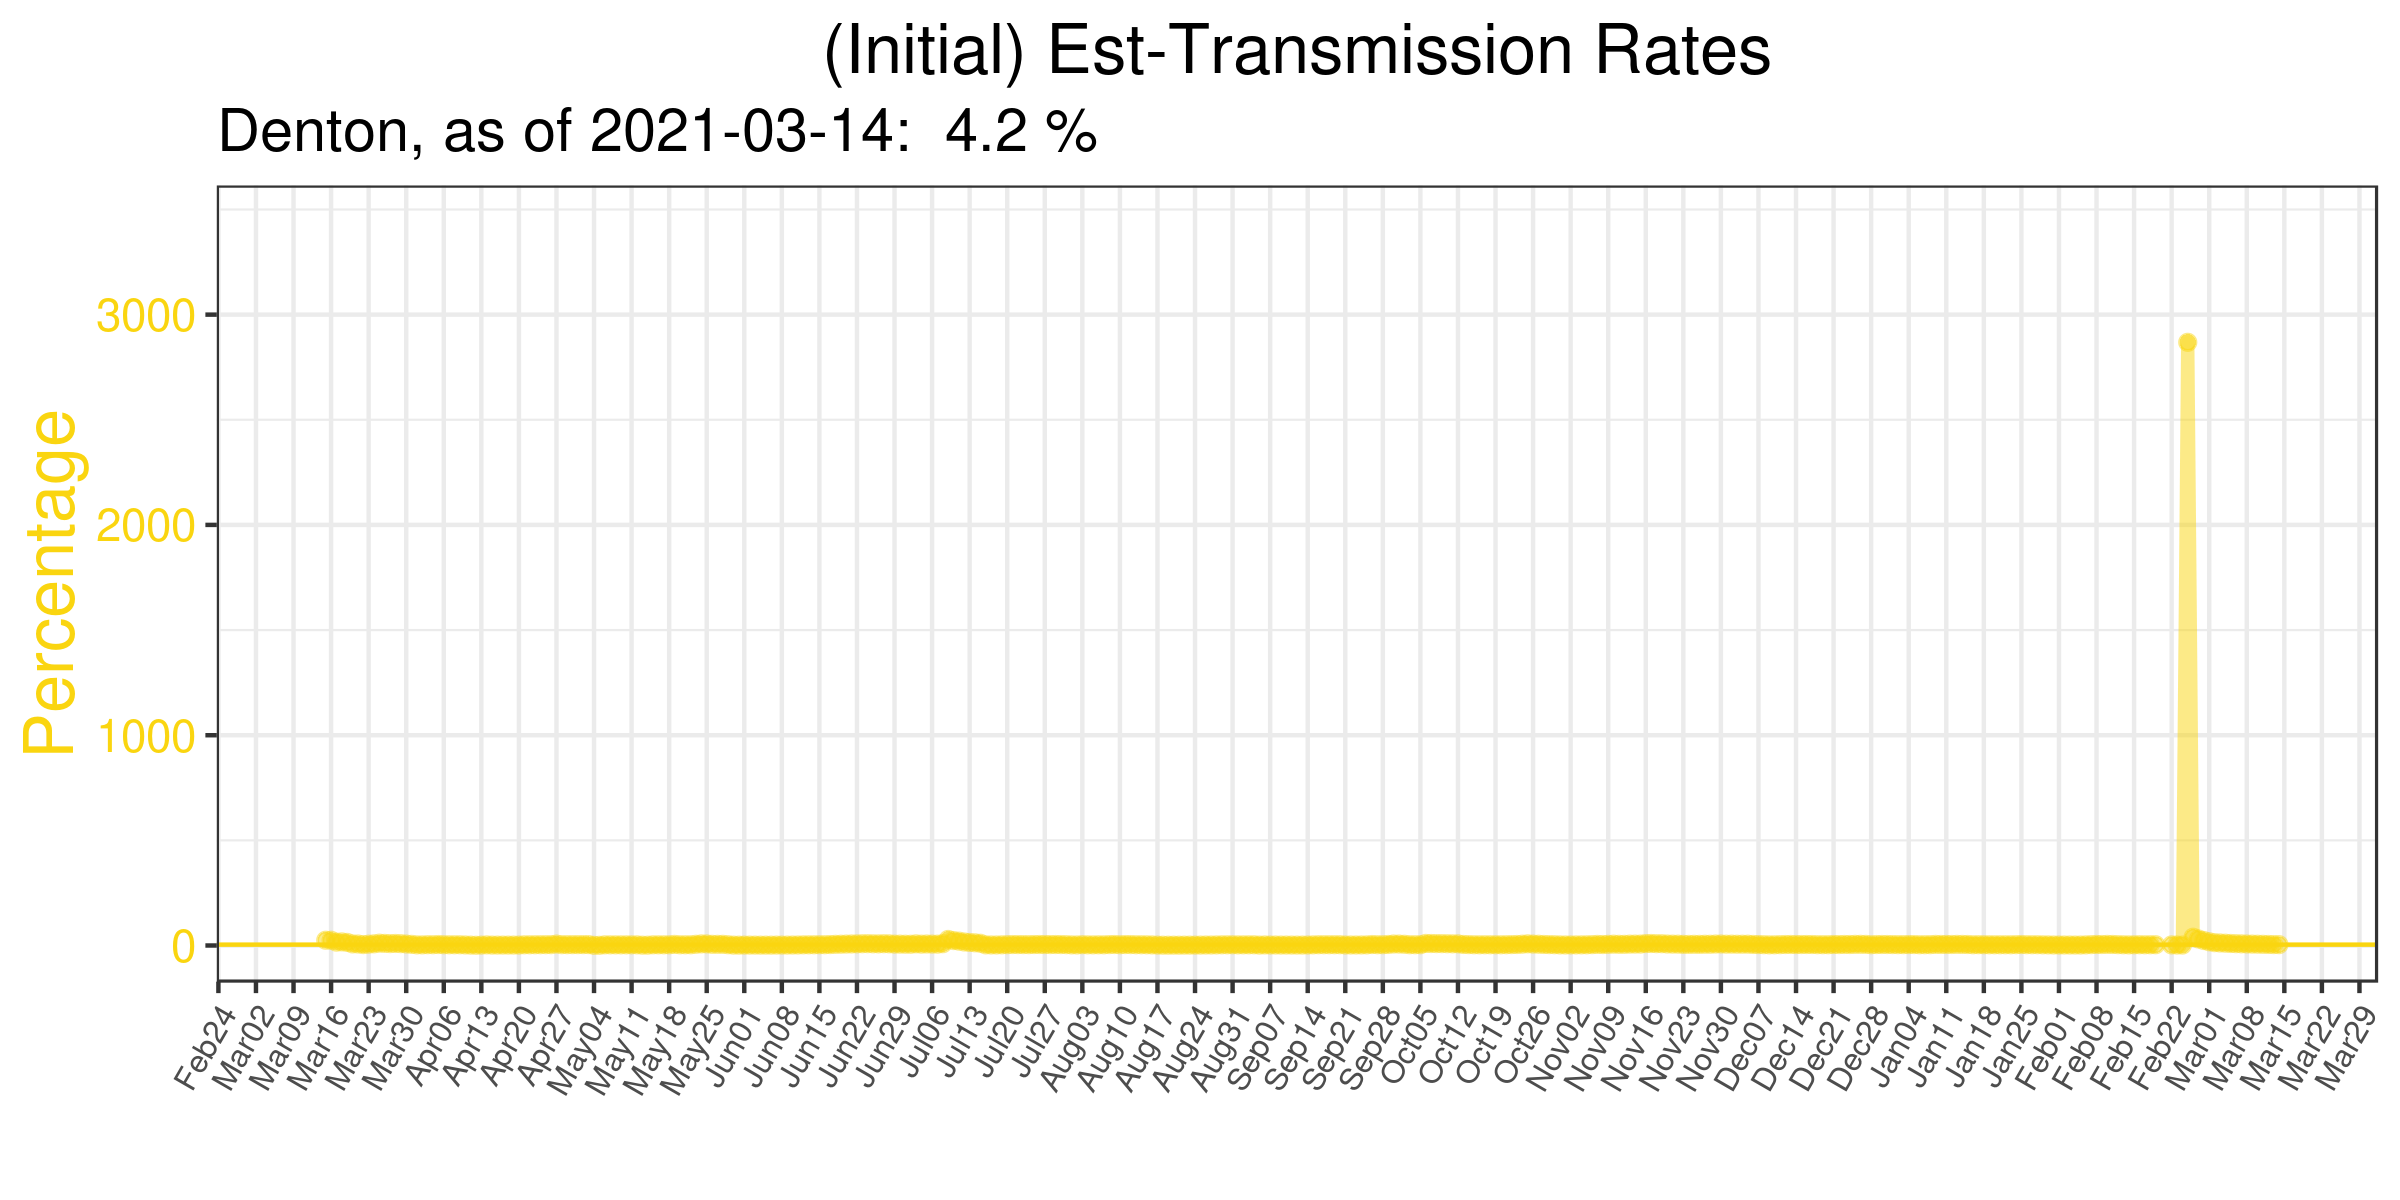 (Initial) Est-Transmission Rates
Denton, as of 2021-03-14:  4.2 %
Percentage
3000
2000
1000
0
Feb24 Mar02 Mar09 Mar16 Mar23 Mar30 Apr06 Apr13 Apr20 Apr27 May04 May11 May18 May25 Jun01 Jun08 Jun15 Jun22 Jun29 Jul06 Jul13 Jul20 Jul27 Aug03 Aug10 Aug17 Aug24 Aug31 Sep07 Sep14 Sep21 Sep28 Oct05 Oct12 Oct19 Oct26 Nov02 Nov09 Nov16 Nov23 Nov30 Dec07 Dec14 Dec21 Dec28 Jan04 Jan11 Jan18 Jan25 Feb01 Feb08 Feb15 Feb22 Mar01 Mar08 Mar15 Mar22 Mar29